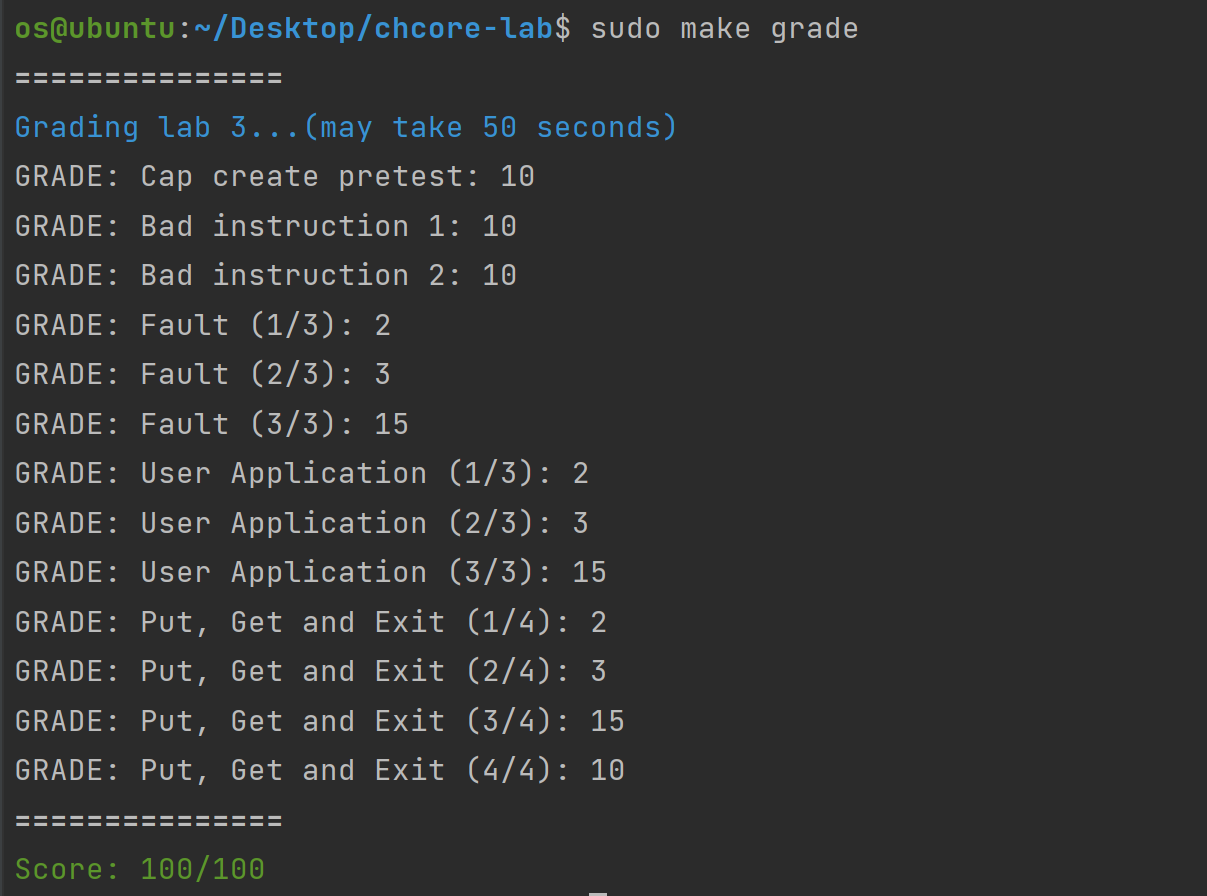 os@ubuntu:~/Desktop/chcore-lab$ sudo make grade
===============
Grading lab 3...(may take 50 seconds)
GRADE: Cap create pretest: 10
GRADE: Bad instruction 1: 10
GRADE: Bad instruction 2: 10
GRADE: Fault (1/3): 2
GRADE: Fault (2/3): 3
GRADE: Fault (3/3): 15
GRADE: User Application (1/3): 2
GRADE: User Application (2/3): 3
GRADE: User Application (3/3): 15
GRADE: Put, Get and Exit (1/4): 2
GRADE: Put, Get and Exit (2/4): 3
GRADE: Put, Get and Exit (3/4): 15
GRADE: Put, Get and Exit (4/4): 10
===============
Score: 100/100